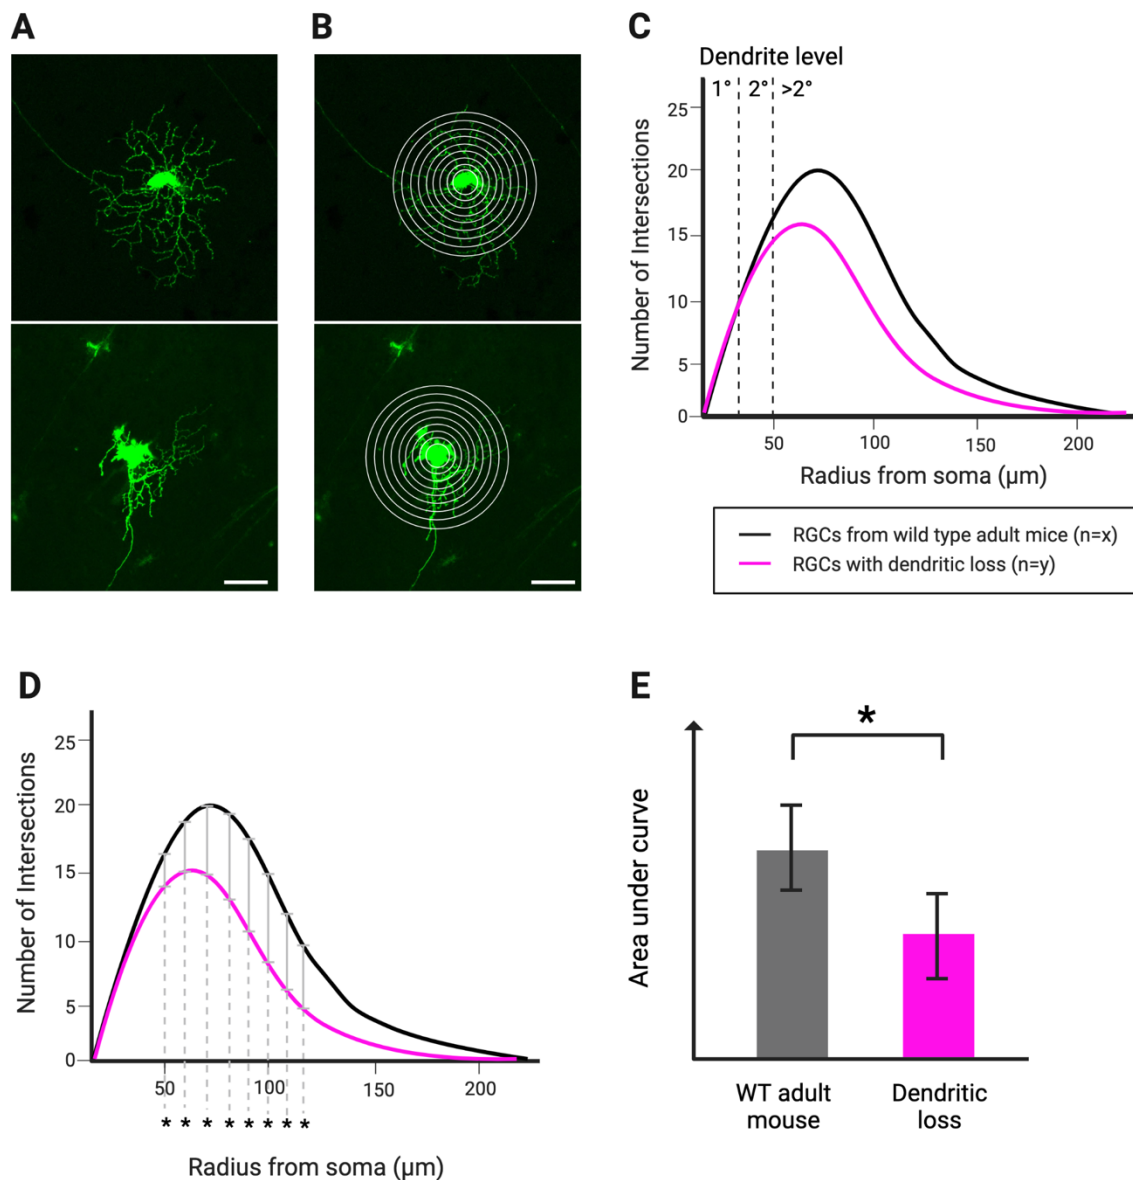 A
B
C
Dendrite level
1° 2° >2°
Number of Intersections
25
20
15
10
5
0
50 100 150 200
Radius from soma (µm)
RGCs from wild type adult mice (n=x)
RGCs with dendritic loss (n=y)
D
Number of Intersections
25
20
15
10
5
0
50 100 150 200
* * * * * * * *
Radius from soma (µm)
E
*
Area under curve
WT adult
mouse
Dendritic
loss